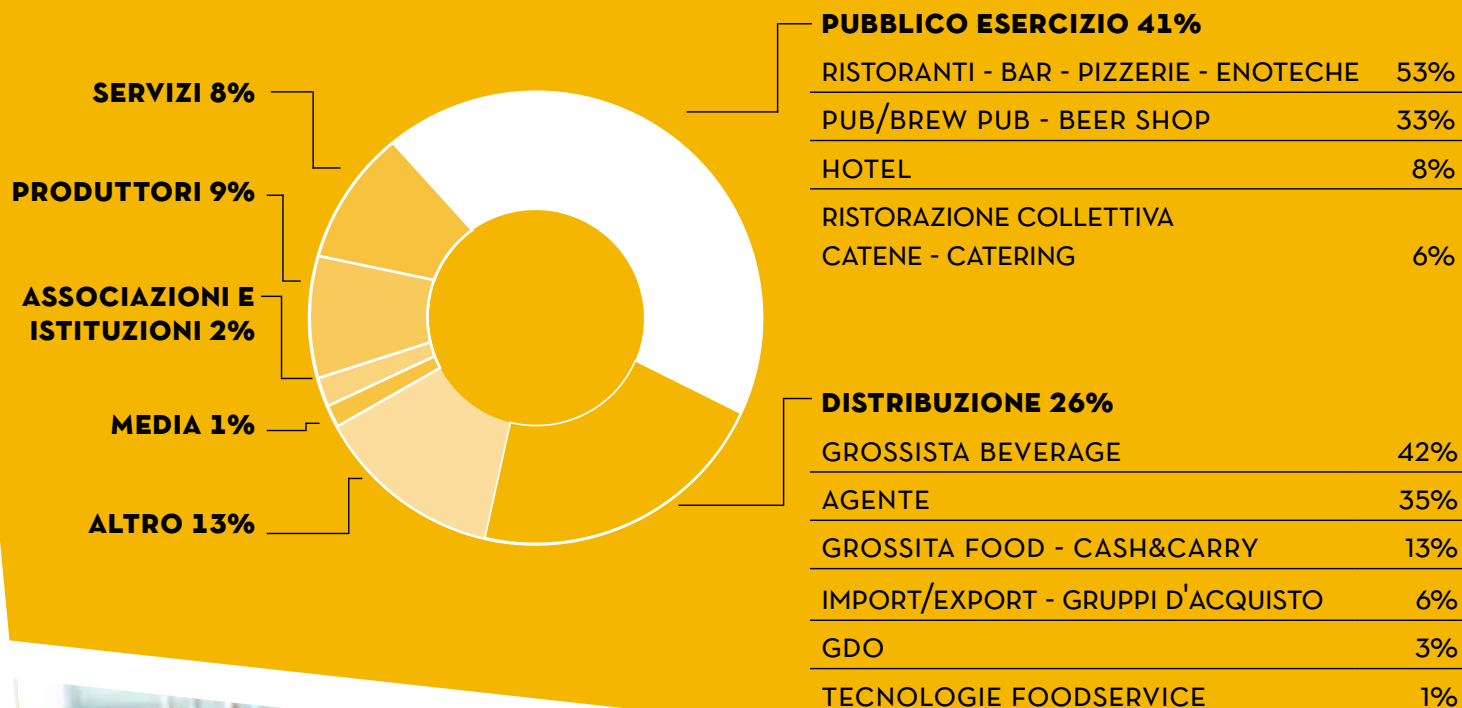 SERVIZI 8%
PRODUTTORI 9%
ASSOCIAZIONI E
ISTITUZIONI 2%
MEDIA 1%
ALTRO 13%
PUBBLICO ESERCIZIO 41%
RISTORANTI - BAR - PIZZERIE - ENOTECHE 53%
PUB/BREW PUB - BEER SHOP 33%
HOTEL 8%
RISTORAZIONE COLLETTIVA
CATENE - CATERING 6%
DISTRIBUZIONE 26%
GROSSISTA BEVERAGE 42%
AGENTE 35%
GROSSITA FOOD - CASH&CARRY 13%
IMPORT/EXPORT - GRUPPI D'ACQUISTO 6%
GDO 3%
TECNOLOGIE FOODSERVICE 1%